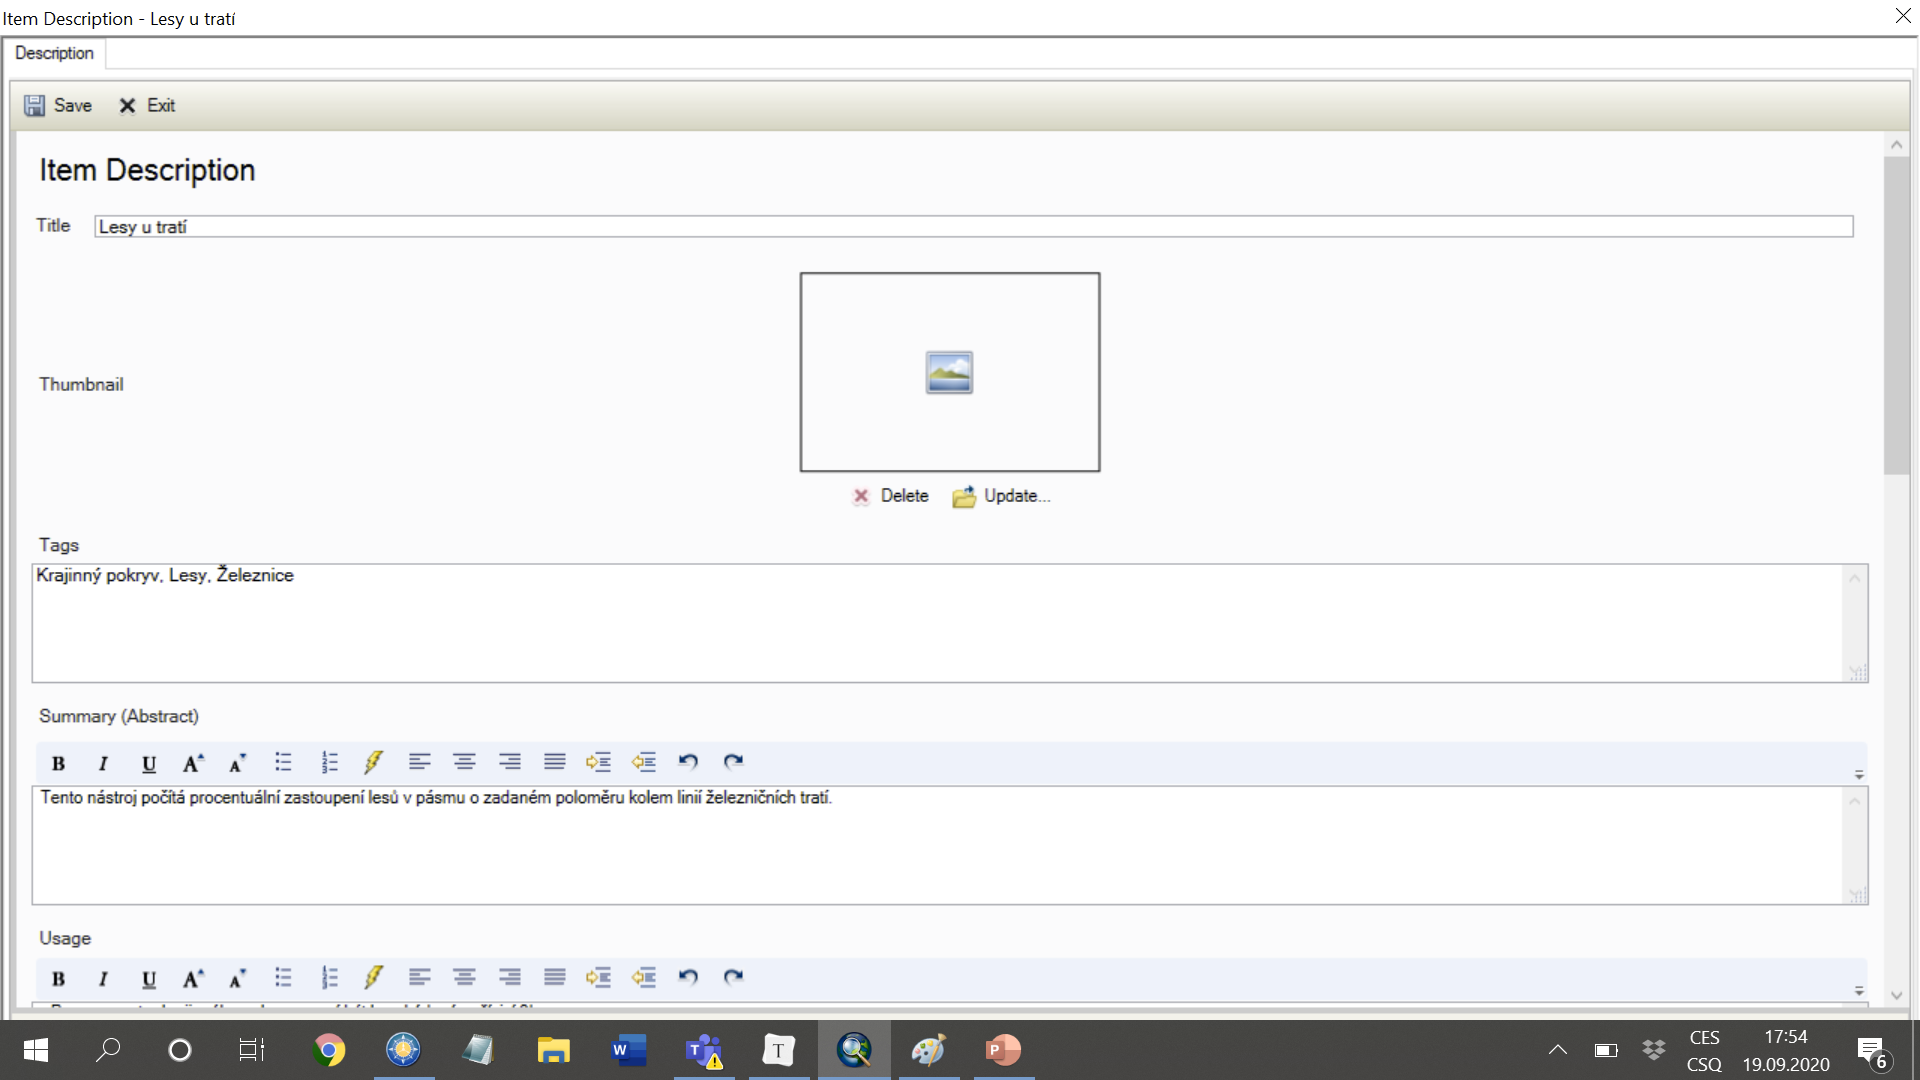 Item Description - Lesy u tratí
Description
Save Exit
Item Description
Title Lesy u tratí
Thumbnail
Delete Update...
Tags
Krajinný pokryv, Lesy, Železnice
Summary (Abstract)
B I U A A
Tento nástroj počítá procentuální zastoupení lesů v pásmu o zadaném poloměru kolem linií železničních tratí.
Usage
B I U A A
CES 17:54
CSQ 19.09.2020 6